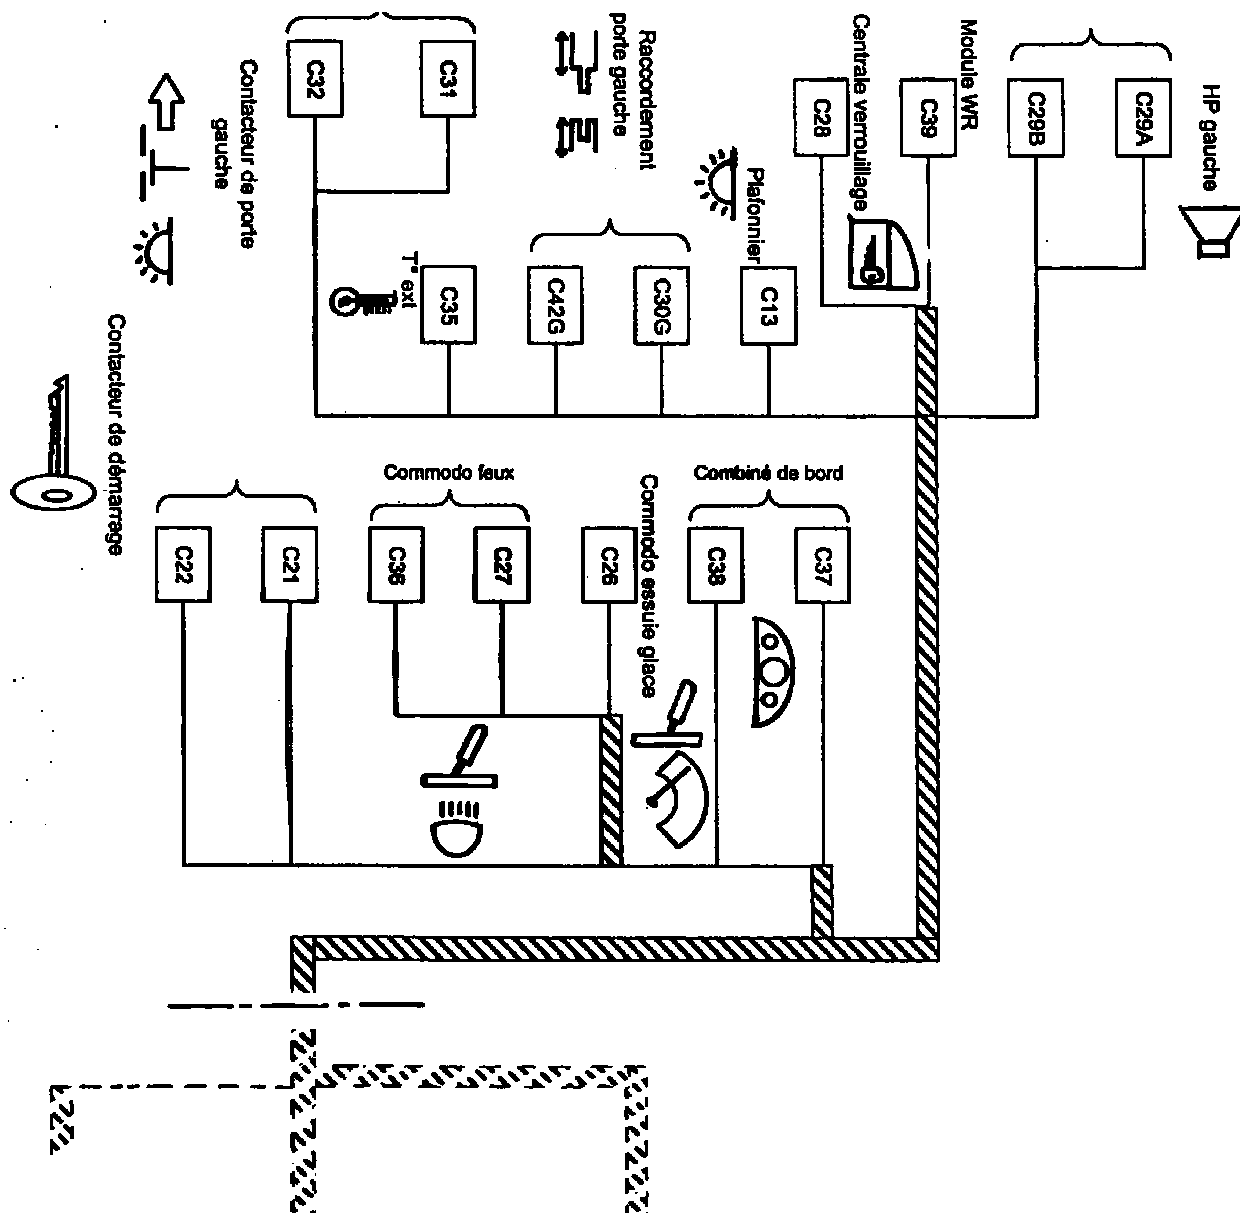 HP gauche
C29A
C29B
Module WR
C39
Centrale verrouillage
C28
Plafonnier
C13
Raccordement
porte gauche
C30G
C42G
T° ext
C35
C31
C32
Contacteur de porte
gauche
Combiné de bord
C37
C38
Commodo essuie glace
C26
Commodo feux
C27
C36
Contacteur de démarrage
C21
C22